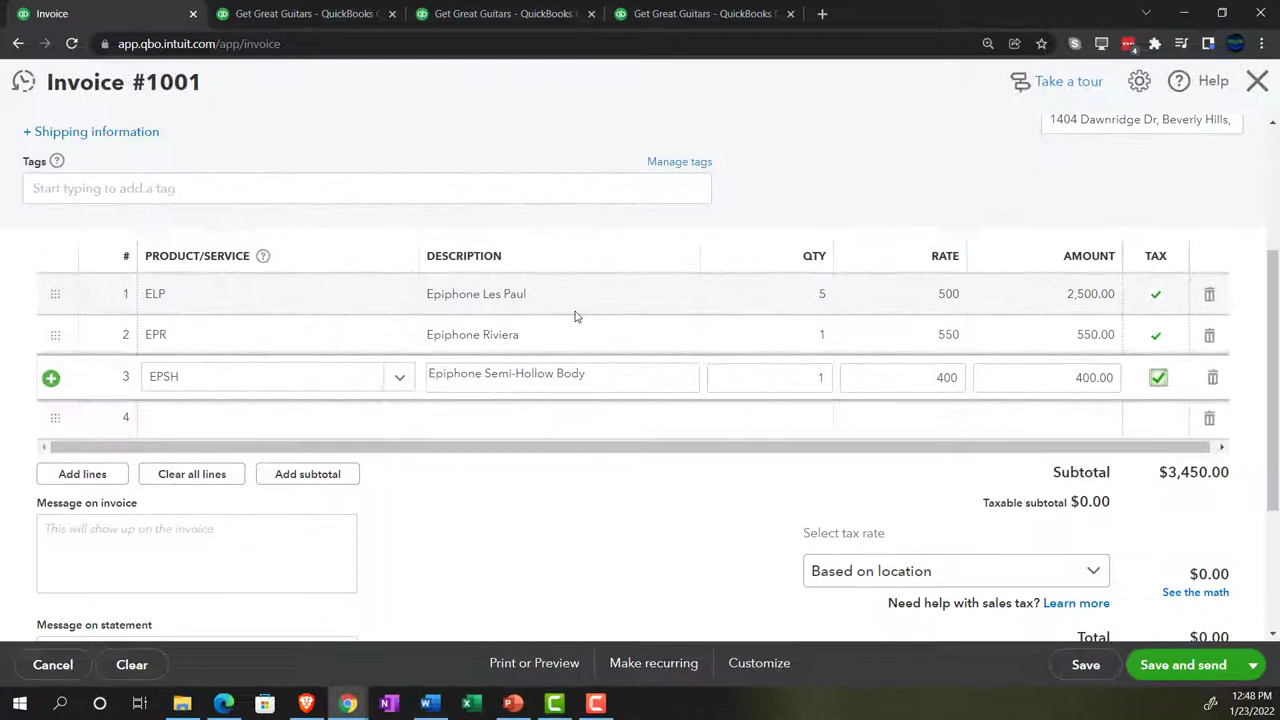 Invoice
Get Great Guitars - QuickBooks
Get Great Guitars - QuickBooks
Get Great Guitars - QuickBooks
app.qbo.intuit.com/app/invoice
4
Invoice #1001
Take a tour
Help
+ Shipping information
1404 Dawnridge Dr, Beverly Hills,
Tags
Manage tags
Start typing to add a tag
# PRODUCT/SERVICE DESCRIPTION QTY RATE AMOUNT TAX
1 ELP Epiphone Les Paul 5 500 2,500.00
2 EPR Epiphone Riviera 1 550 550.00
3 EPSH Epiphone Semi-Hollow Body 1 400 400.00
4
Add lines Clear all lines Add subtotal
Subtotal $3,450.00
Message on invoice
Taxable subtotal $0.00
This will show up on the invoice
Select tax rate
Based on location
$0.00
See the math
Need help with sales tax? Learn more
Message on statement
Total $0.00
Cancel Clear Print or Preview Make recurring Customize Save Save and send
12:48 PM
1/23/2022